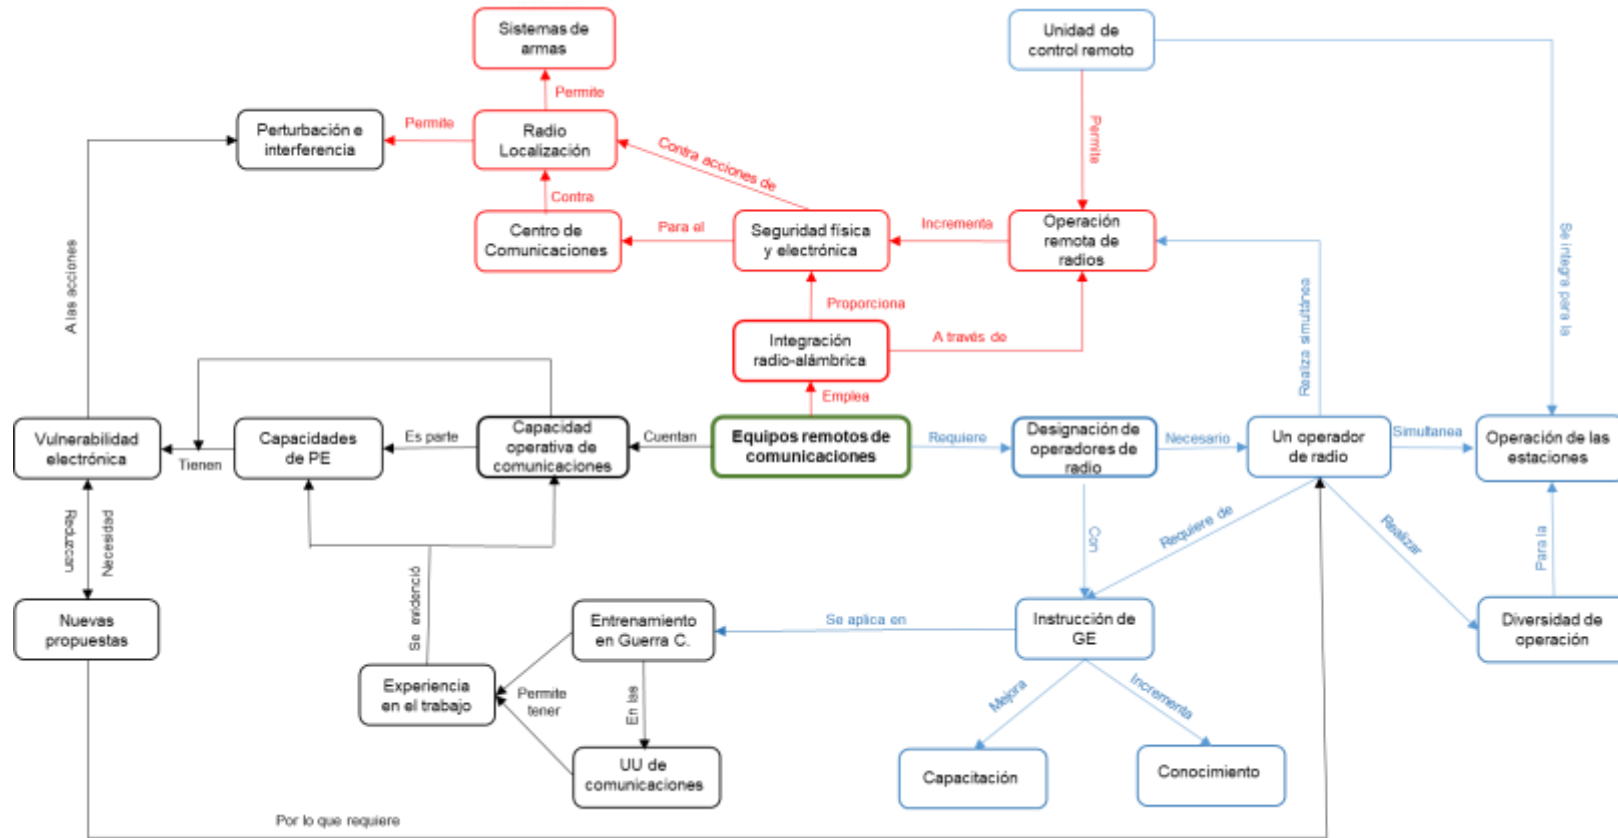 Sistemas de
armas
Unidad de
control remoto
Permite
Perturbación e
interferencia
Permite
Radio
Localización
Contra acciones de
Permite
Contra
Centro de
Comunicaciones
Para el
Seguridad física
y electrónica
Incrementa
Operación
remota de
radios
Se integra para la
A las acciones
Proporciona
Realiza simultánea
Integración
radio-alámbrica
A través de
Emplea
Vulnerabilidad
electrónica
Tienen
Capacidades
de PE
Es parte
Capacidad
operativa de
comunicaciones
Cuentan
Equipos remotos de
comunicaciones
Requiere
Designación de
operadores de
radio
Necesario
Un operador
de radio
Simultanea
Operación de las
estaciones
Reduzcan
Necesidad
Con
Requiere de
Realizar
Para la
Nuevas
propuestas
Se evidenció
Entrenamiento
en Guerra C.
Se aplica en
Instrucción de
GE
Diversidad de
operación
Experiencia
en el trabajo
Permite
tener
En las
Mejora
Incrementa
UU de
comunicaciones
Capacitación
Conocimiento
Por lo que requiere